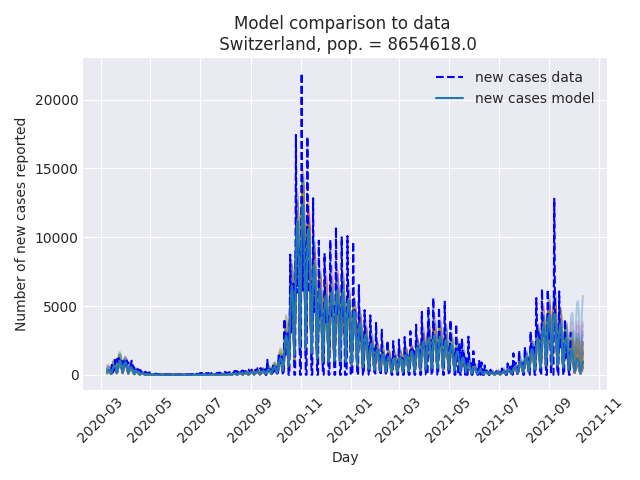 Model comparison to data
Switzerland, pop. = 8654618.0
new cases data
new cases model
Number of new cases reported
20000
15000
10000
5000
0
2020-03
2020-05
2020-07
2020-09
2020-11
2021-01
2021-03
2021-05
2021-07
2021-09
2021-11
Day